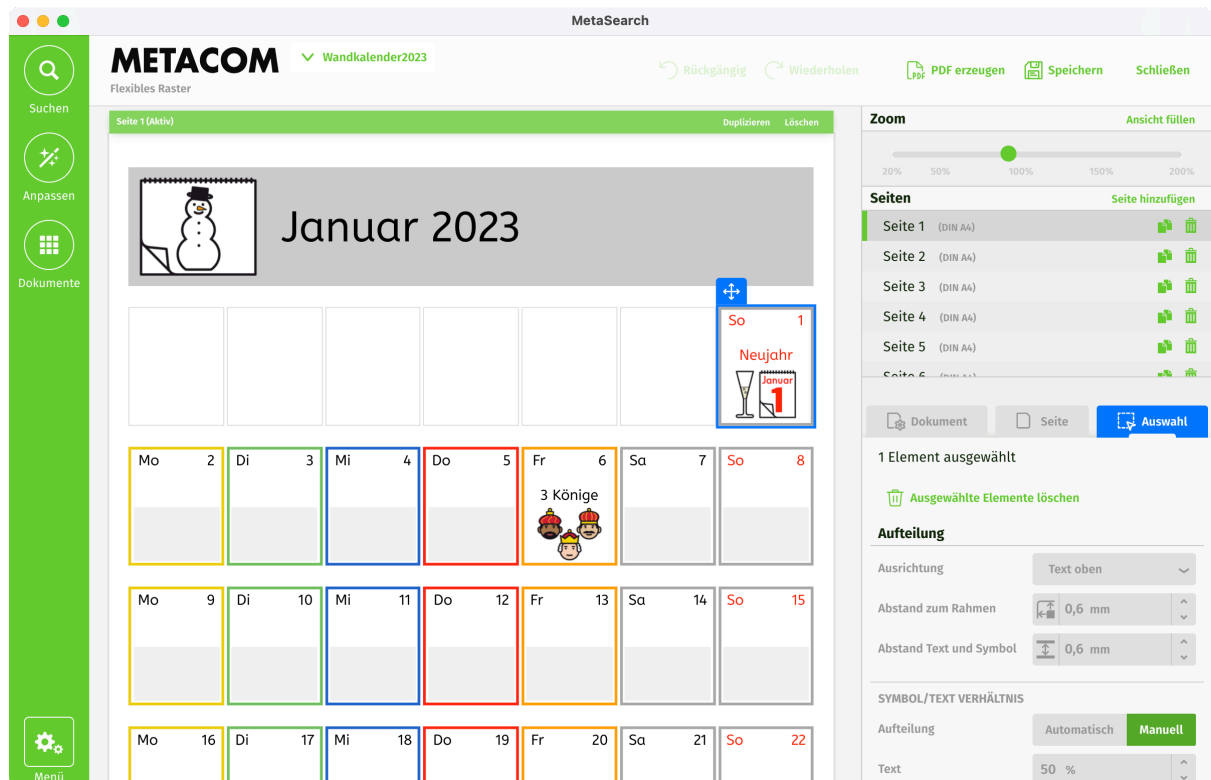 MetaSearch
Suchen
Anpassen
Dokumente
Menü
METACOM
Flexibles Raster
Wandkalender2023
Rückgängig
Wiederholen
PDF
PDF erzeugen
Speichern
Schließen
Seite 1 (Aktiv)
Duplizieren
Löschen
Januar 2023
So 1
Neujahr
Januar
1
Mo 2
Di 3
Mi 4
Do 5
Fr 6
3 Könige
Sa 7
So 8
Mo 9
Di 10
Mi 11
Do 12
Fr 13
Sa 14
So 15
Mo 16
Di 17
Mi 18
Do 19
Fr 20
Sa 21
So 22
Zoom
Ansicht füllen
20% 50% 100% 150% 200%
Seiten
Seite hinzufügen
Seite 1 (DIN A4)
Seite 2 (DIN A4)
Seite 3 (DIN A4)
Seite 4 (DIN A4)
Seite 5 (DIN A4)
Seite 6 (DIN A4)
Dokument
Seite
Auswahl
1 Element ausgewählt
Ausgewählte Elemente löschen
Aufteilung
Ausrichtung Text oben
Abstand zum Rahmen 0,6 mm
Abstand Text und Symbol 0,6 mm
SYMBOL/TEXT VERHÄLTNIS
Aufteilung Automatisch Manuell
Text 50 %